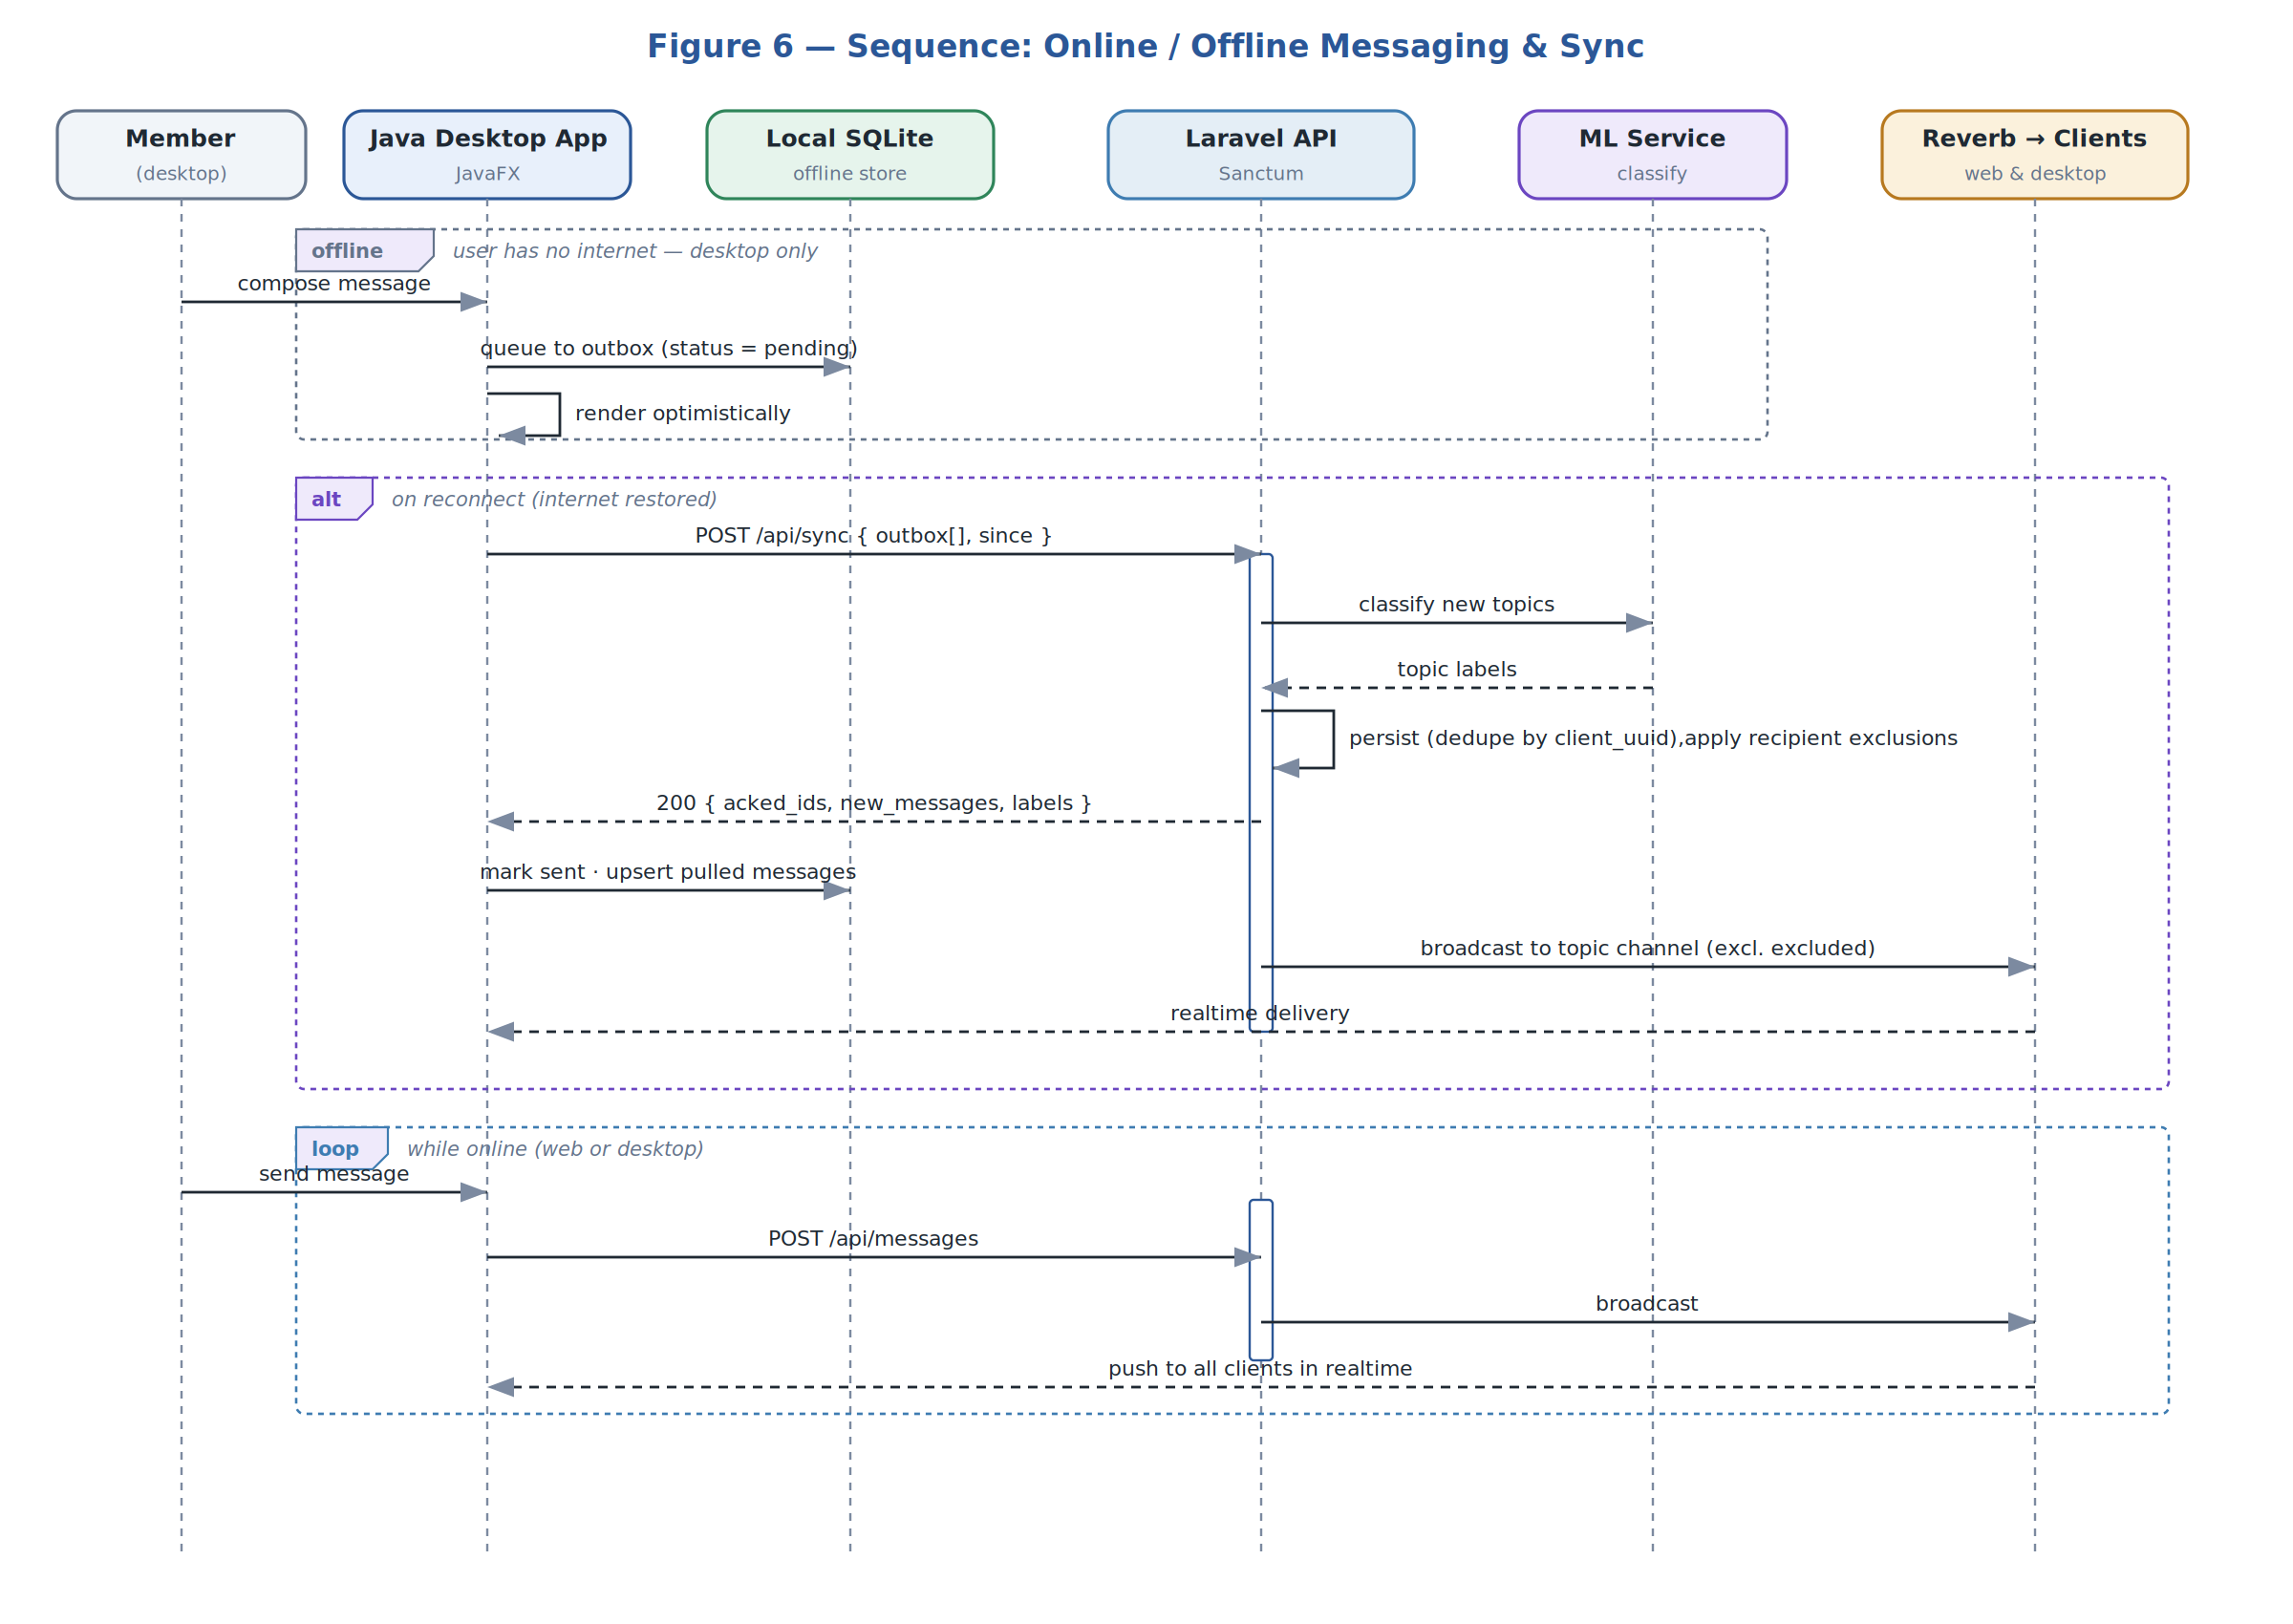 Figure 6 — Sequence: Online / Offline Messaging & Sync
Member
(desktop)
Java Desktop App
JavaFX
Local SQLite
offline store
Laravel API
Sanctum
ML Service
classify
Reverb → Clients
web & desktop
offline
user has no internet — desktop only
compose message
queue to outbox (status = pending)
render optimistically
alt
on reconnect (internet restored)
POST /api/sync { outbox[], since }
classify new topics
topic labels
persist (dedupe by client_uuid),apply recipient exclusions
200 { acked_ids, new_messages, labels }
mark sent · upsert pulled messages
broadcast to topic channel (excl. excluded)
realtime delivery
loop
while online (web or desktop)
send message
POST /api/messages
broadcast
push to all clients in realtime